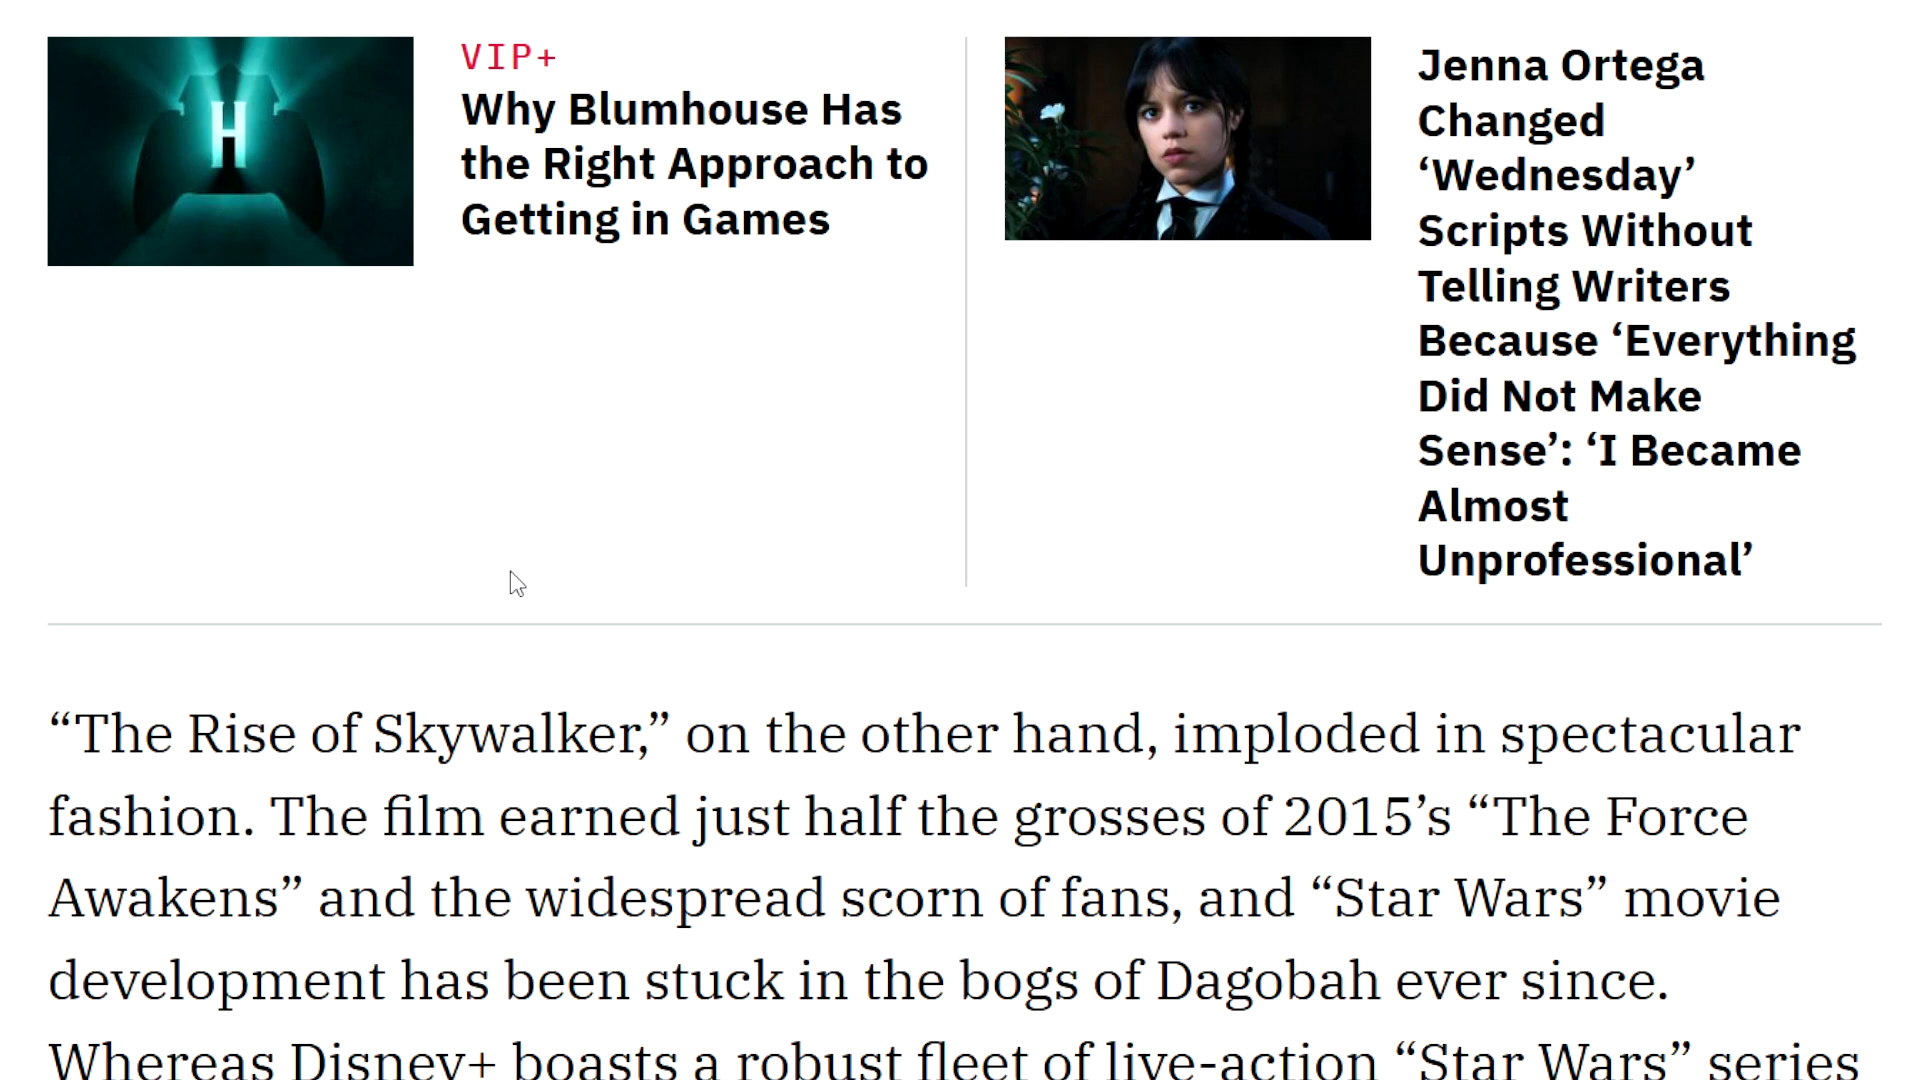 H
VIP+
Why Blumhouse Has
the Right Approach to
Getting in Games
Jenna Ortega
Changed
‘Wednesday’
Scripts Without
Telling Writers
Because ‘Everything
Did Not Make
Sense’: ‘I Became
Almost
Unprofessional’
“The Rise of Skywalker,” on the other hand, imploded in spectacular
fashion. The film earned just half the grosses of 2015’s “The Force
Awakens” and the widespread scorn of fans, and “Star Wars” movie
development has been stuck in the bogs of Dagobah ever since.
Whereas Disney+ boasts a robust fleet of live-action “Star Wars” series